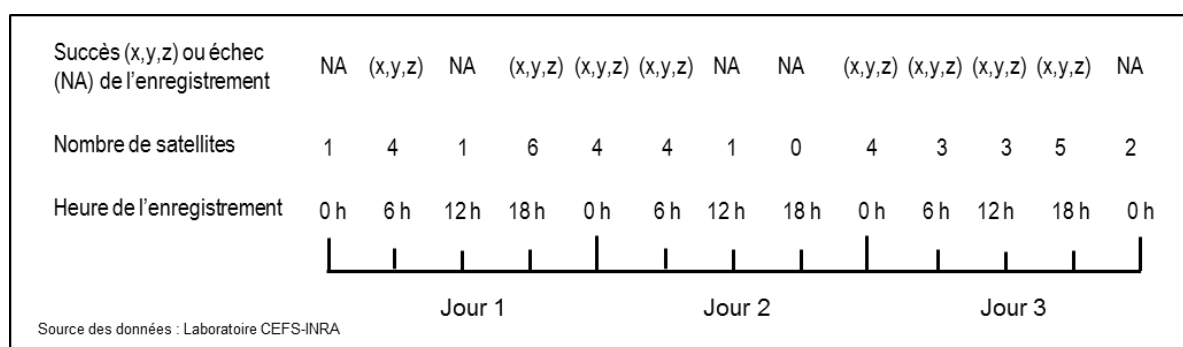 Succès (x,y,z) ou échec
(NA) de l'enregistrement
NA (x,y,z) NA (x,y,z) (x,y,z) (x,y,z) NA NA (x,y,z) (x,y,z) (x,y,z) (x,y,z) NA
Nombre de satellites 1 4 1 6 4 4 1 0 4 3 3 5 2
Heure de l'enregistrement 0 h 6 h 12 h 18 h 0 h 6 h 12 h 18 h 0 h 6 h 12 h 18 h 0 h
Jour 1 Jour 2 Jour 3
Source des données : Laboratoire CEFS-INRA